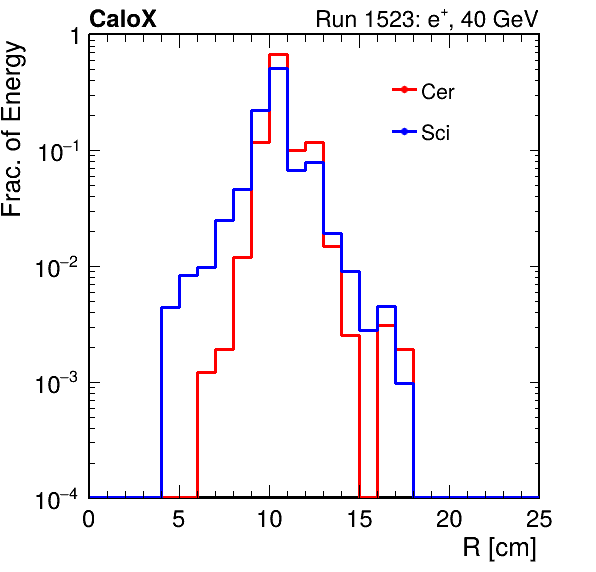 CaloX Run 1523: e⁺, 40 GeV
Frac. of Energy
1
10⁻¹
10⁻²
10⁻³
10⁻⁴
Cer
Sci
0 5 10 15 20 25
R [cm]